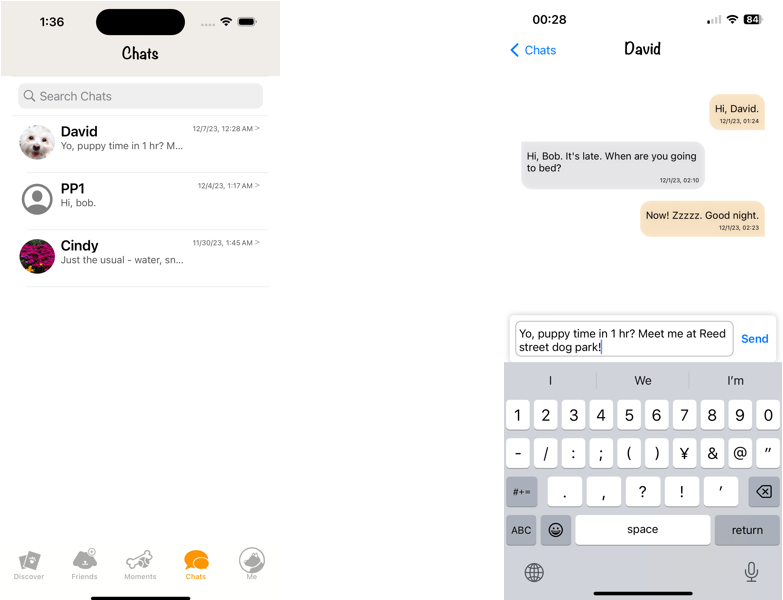 1:36
Chats
Search Chats
David
12/7/23, 12:28 AM >
Yo, puppy time in 1 hr? M...
PP1
12/4/23, 1:17 AM >
Hi, bob.
Cindy
11/30/23, 1:45 AM >
Just the usual - water, sn...
Discover
Friends
Moments
Chats
Me
00:28
84
Chats
David
Hi, David.
12/1/23, 01:24
Hi, Bob. It's late. When are you going
to bed?
12/1/23, 02:10
Now! Zzzzz. Good night.
12/1/23, 02:23
Yo, puppy time in 1 hr? Meet me at Reed
street dog park!
Send
I We I'm
1 2 3 4 5 6 7 8 9 0
- / : ; ( ) ¥ & @ "
#+= . , ? ! '
ABC space return